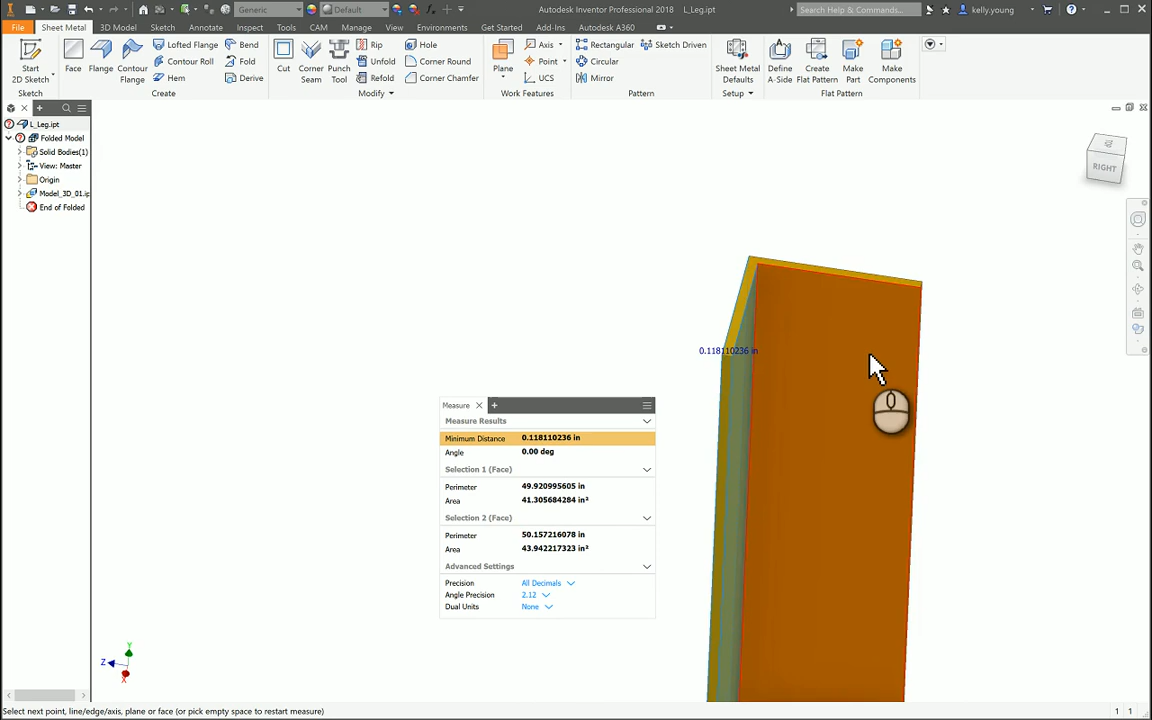 Generic
Default
Autodesk Inventor Professional 2018 L_Leg.ipt
Search Help & Commands...
kelly.young
File
Sheet Metal
3D Model
Sketch
Annotate
Inspect
Tools
CAM
Manage
View
Environments
Get Started
Add-Ins
Autodesk A360
Start
2D Sketch
Face
Flange
Contour
Flange
Lofted Flange
Contour Roll
Hem
Bend
Fold
Derive
Cut
Corner
Seam
Punch
Tool
Rip
Unfold
Refold
Hole
Corner Round
Corner Chamfer
Plane
Axis
Point
UCS
Rectangular
Circular
Mirror
Sketch Driven
Sheet Metal
Defaults
Define
A-Side
Create
Flat Pattern
Make
Part
Make
Components
Sketch
Create
Modify
Work Features
Pattern
Setup
Flat Pattern
L_Leg.ipt
Folded Model
Solid Bodies(1)
View: Master
Origin
Model_3D_01.ip
End of Folded
RIGHT
0.118110236 in
Measure
Measure Results
Minimum Distance 0.118110236 in
Angle 0.00 deg
Selection 1 (Face)
Perimeter 49.920995605 in
Area 41.305684284 in²
Selection 2 (Face)
Perimeter 50.157216078 in
Area 43.942217323 in²
Advanced Settings
Precision All Decimals
Angle Precision 2.12
Dual Units None
Y
Z
X
Select next point, line/edge/axis, plane or face (or pick empty space to restart measure)
1 1